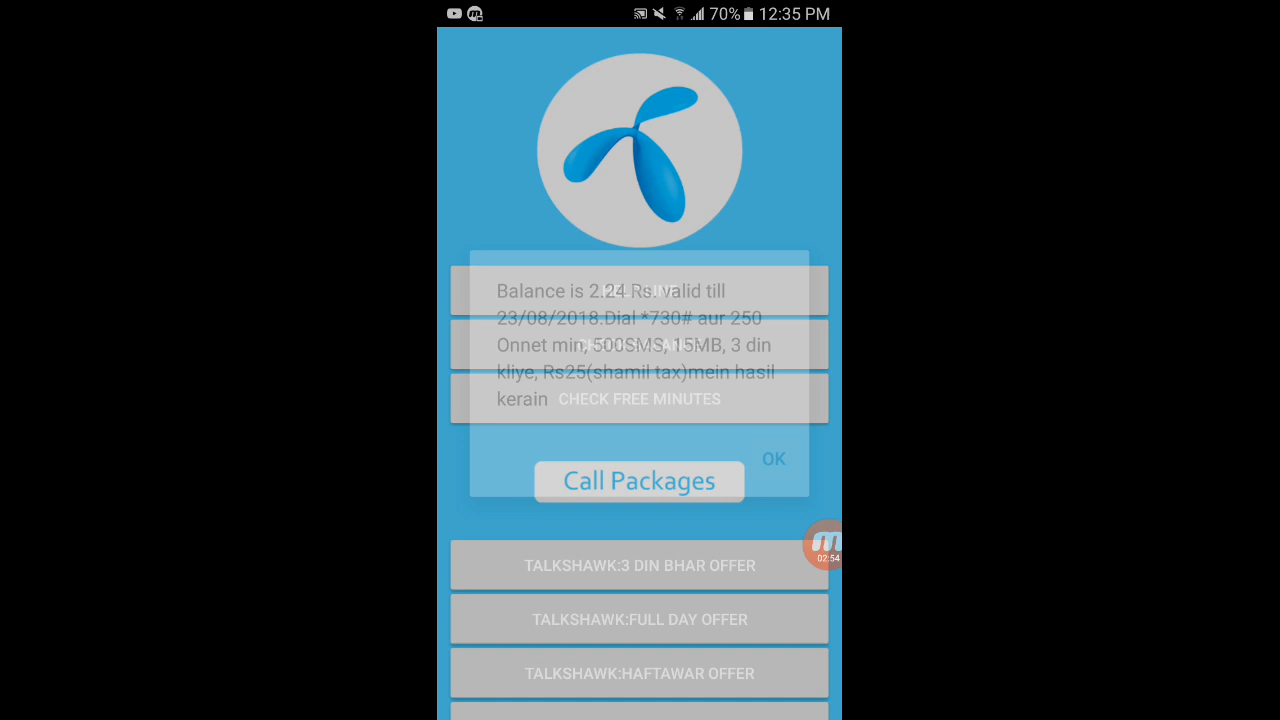 70% 12:35 PM
Balance is 2.24 Rs. valid till
23/08/2018.Dial *730# aur 250
Onnet min, 500SMS, 15MB, 3 din
kliye, Rs25(shamil tax)mein hasil
kerain
CHECK FREE MINUTES
OK
Call Packages
02:54
TALKSHAWK:3 DIN BHAR OFFER
TALKSHAWK:FULL DAY OFFER
TALKSHAWK:HAFTAWAR OFFER